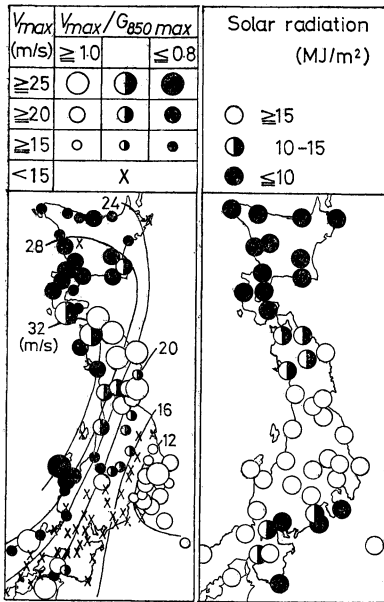 Vmax Vmax/G850 max
(m/s) ≧1.0 ≦0.8
≧25
≧20
≧15
<15 X
Solar radiation
(MJ/m²)
≧15
10-15
≦10
24
28
32
(m/s)
20
16
12